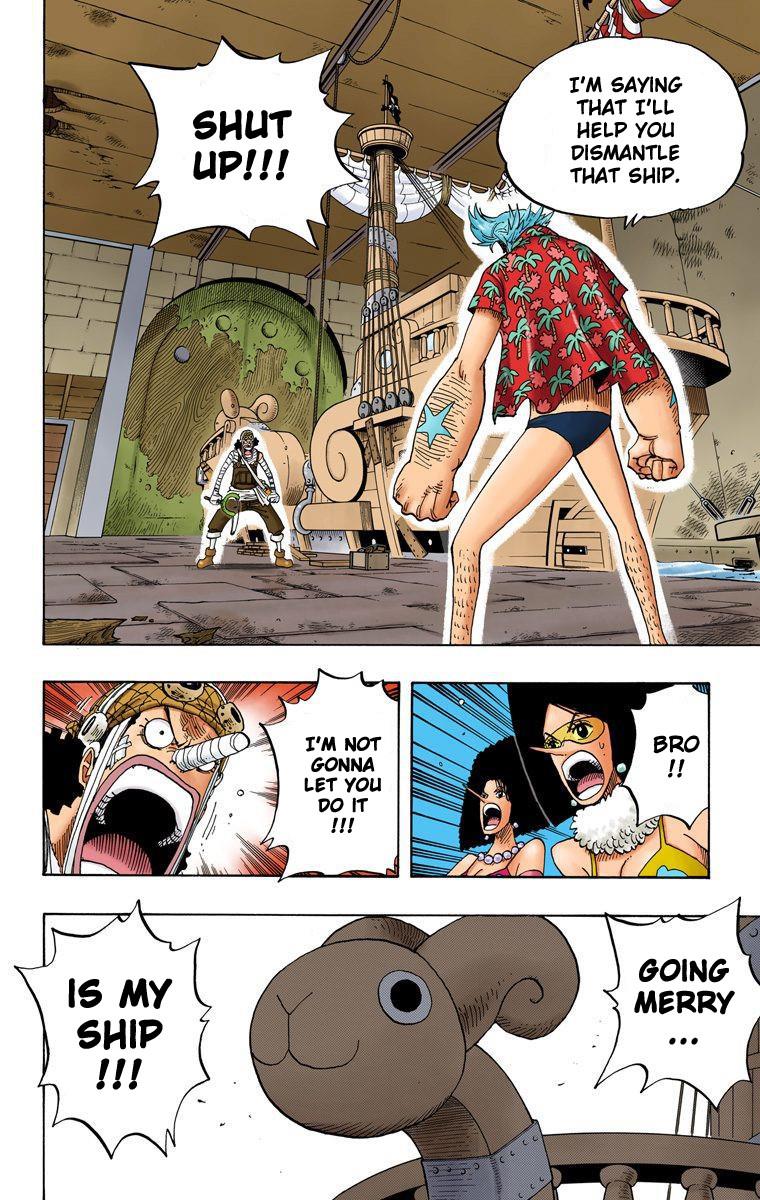 I'M SAYING
THAT I'LL
HELP YOU
DISMANTLE
THAT SHIP.
SHUT
UP!!!
BRO
!!
I'M NOT
GONNA
LET YOU
DO IT
!!!
GOING
MERRY
...
IS MY
SHIP
!!!